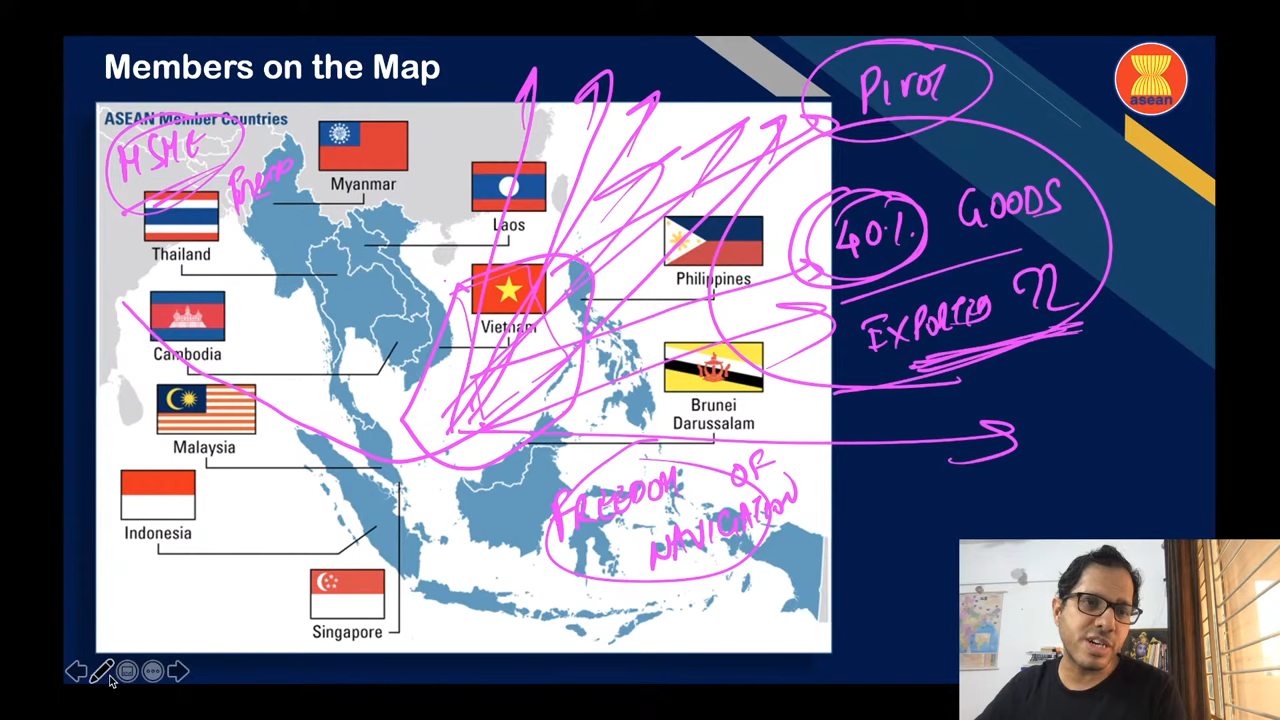 Members on the Map
asean
ASEAN Member Countries
Myanmar
Laos
Thailand
Philippines
Cambodia
Vietnam
Malaysia
Brunei
Darussalam
Indonesia
Singapore
40% GOODS
EXPORTED
FREEDOM OF
NAVIGATION